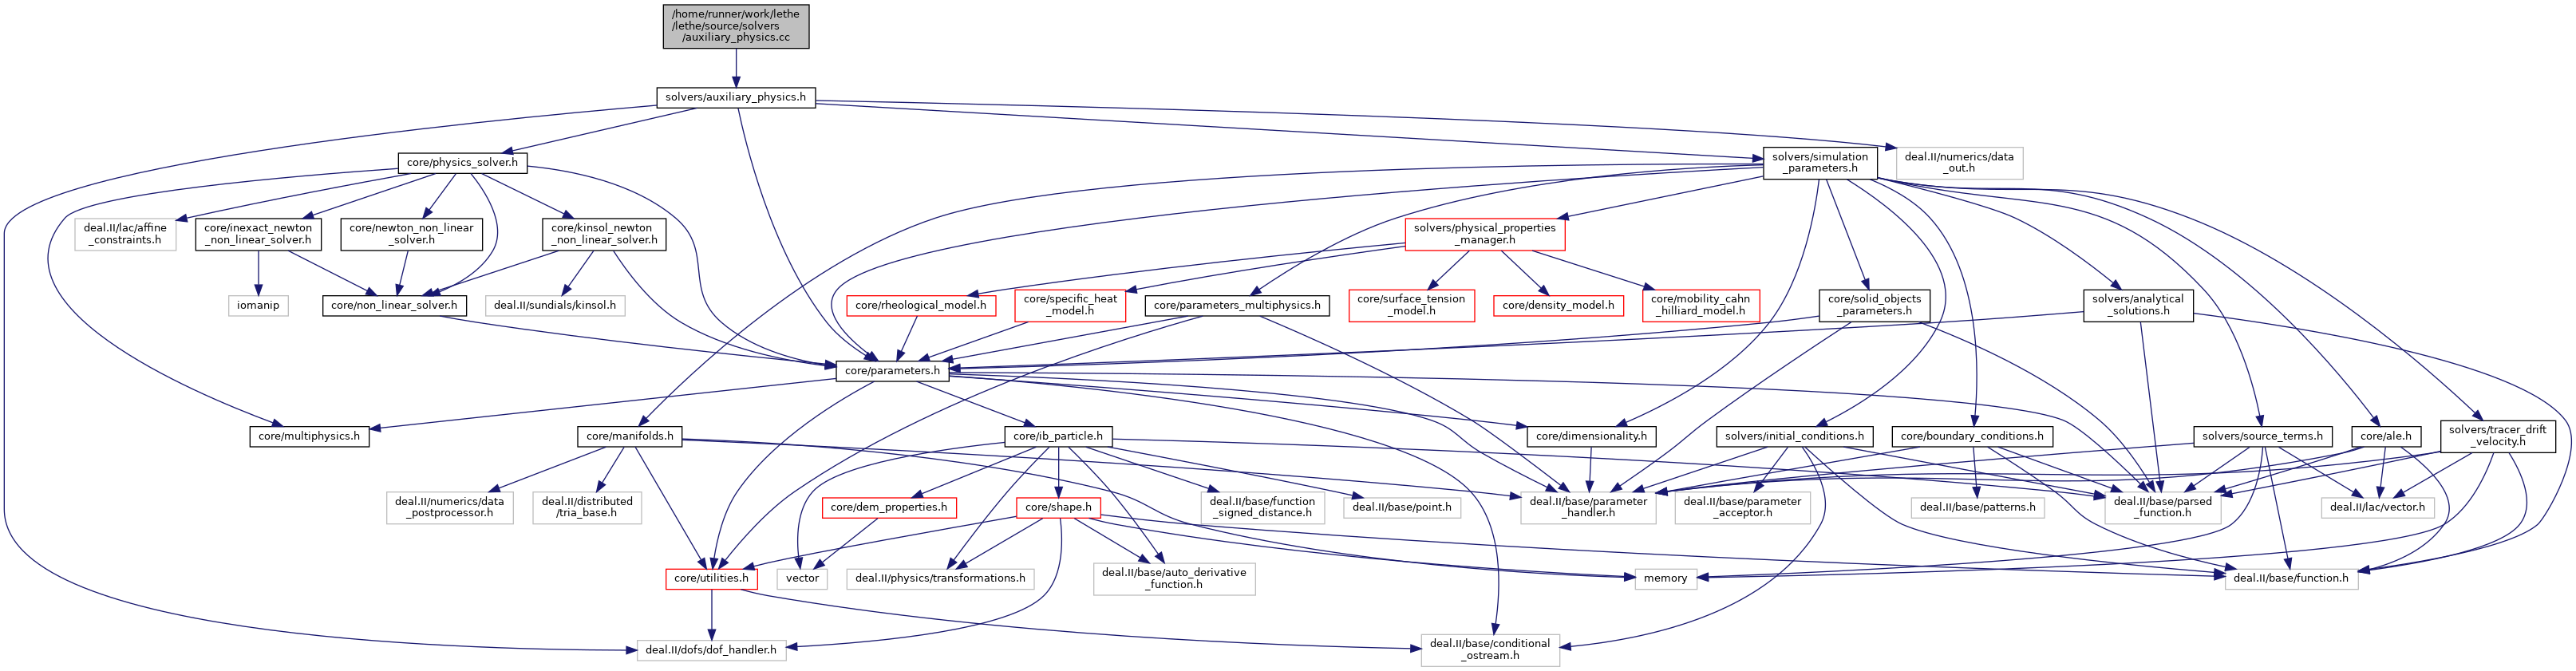 /home/runner/work/lethe
/lethe/source/solvers
/auxiliary_physics.cc
solvers/auxiliary_physics.h
core/physics_solver.h
solvers/simulation
_parameters.h
deal.II/numerics/data
_out.h
deal.II/lac/affine
_constraints.h
core/inexact_newton
_non_linear_solver.h
core/newton_non_linear
_solver.h
core/kinsol_newton
_non_linear_solver.h
solvers/physical_properties
_manager.h
iomanip
core/non_linear_solver.h
deal.II/sundials/kinsol.h
core/rheological_model.h
core/specific_heat
_model.h
core/parameters_multiphysics.h
core/surface_tension
_model.h
core/density_model.h
core/mobility_cahn
_hilliard_model.h
core/solid_objects
_parameters.h
solvers/analytical
_solutions.h
core/parameters.h
core/multiphysics.h
core/manifolds.h
core/ib_particle.h
core/dimensionality.h
solvers/initial_conditions.h
core/boundary_conditions.h
solvers/source_terms.h
core/ale.h
solvers/tracer_drift
_velocity.h
deal.II/numerics/data
_postprocessor.h
deal.II/distributed
/tria_base.h
core/dem_properties.h
core/shape.h
deal.II/base/function
_signed_distance.h
deal.II/base/point.h
deal.II/base/parameter
_handler.h
deal.II/base/parameter
_acceptor.h
deal.II/base/patterns.h
deal.II/base/parsed
_function.h
deal.II/lac/vector.h
core/utilities.h
vector
deal.II/physics/transformations.h
deal.II/base/auto_derivative
_function.h
memory
deal.II/base/function.h
deal.II/dofs/dof_handler.h
deal.II/base/conditional
_ostream.h